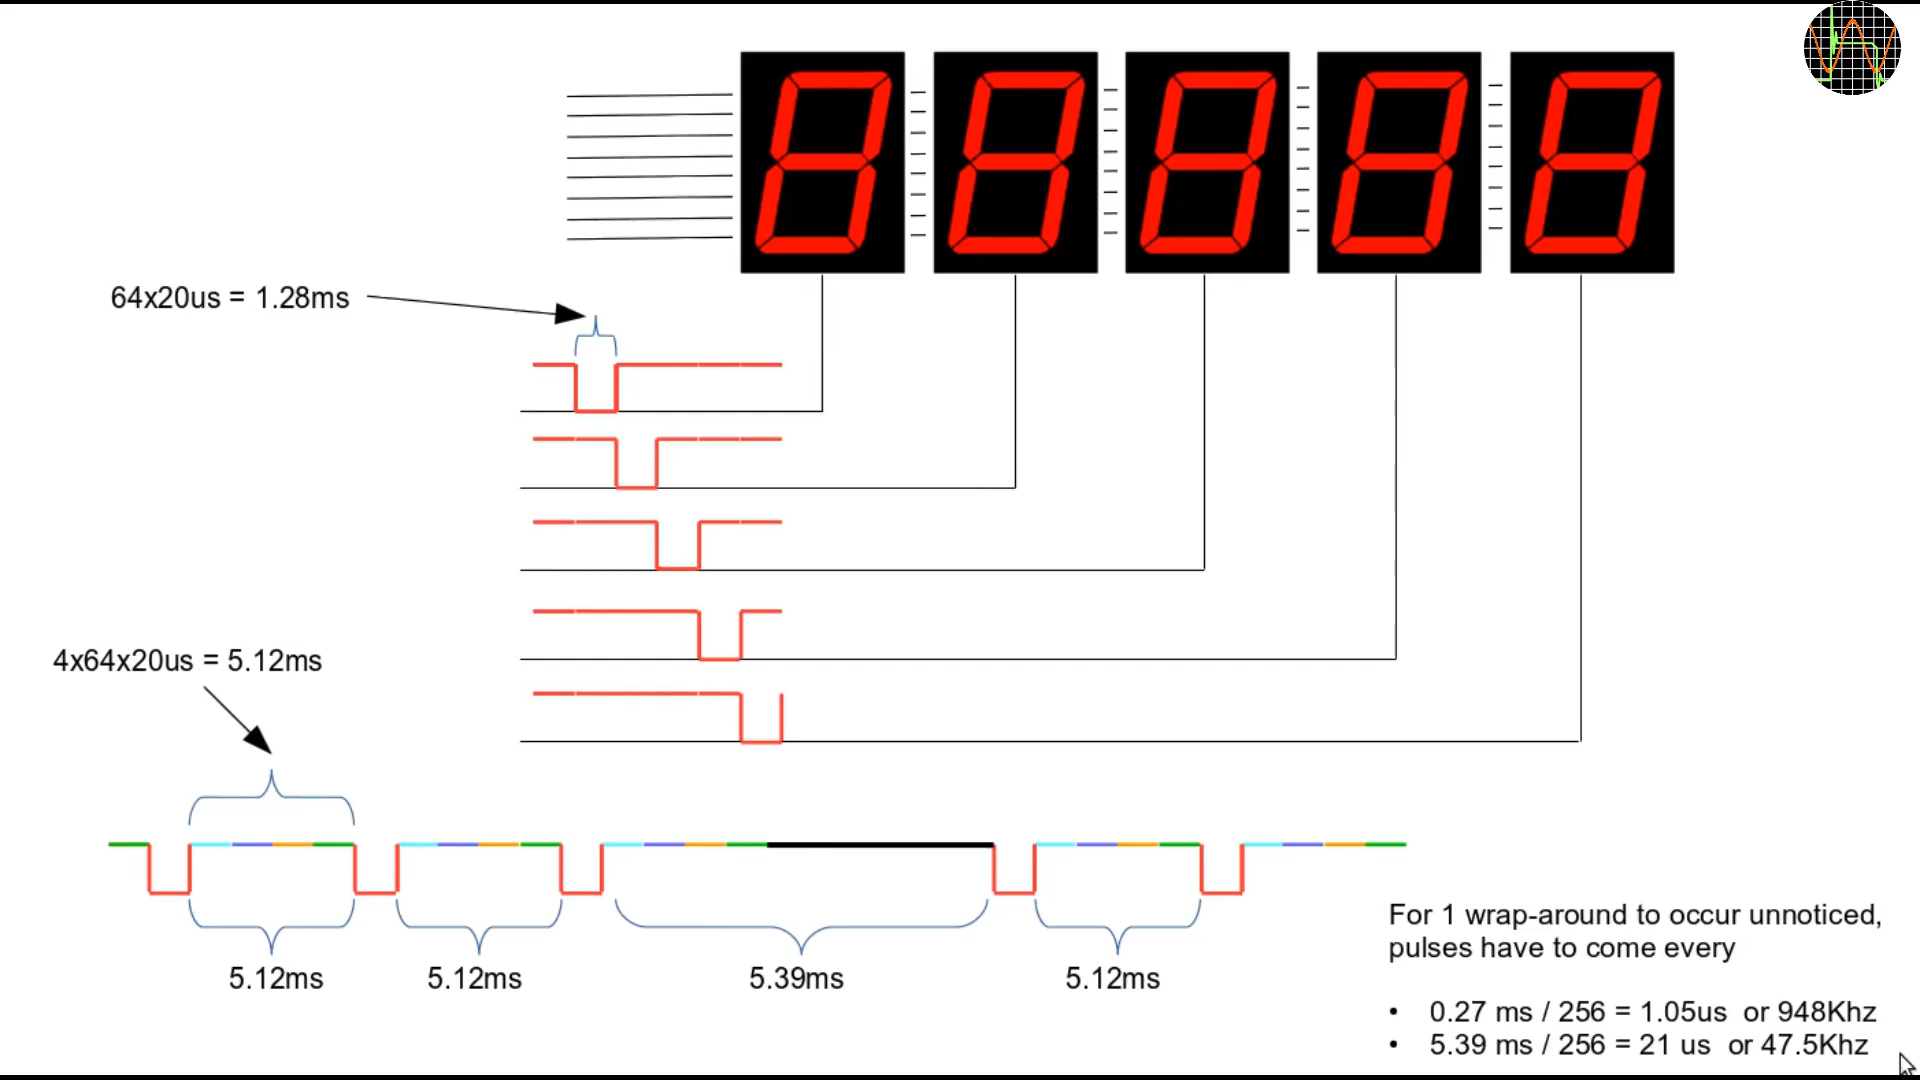 64x20us = 1.28ms
4x64x20us = 5.12ms
5.12ms
5.12ms
5.39ms
5.12ms
For 1 wrap-around to occur unnoticed,
pulses have to come every
• 0.27 ms / 256 = 1.05us or 948Khz
• 5.39 ms / 256 = 21 us or 47.5Khz